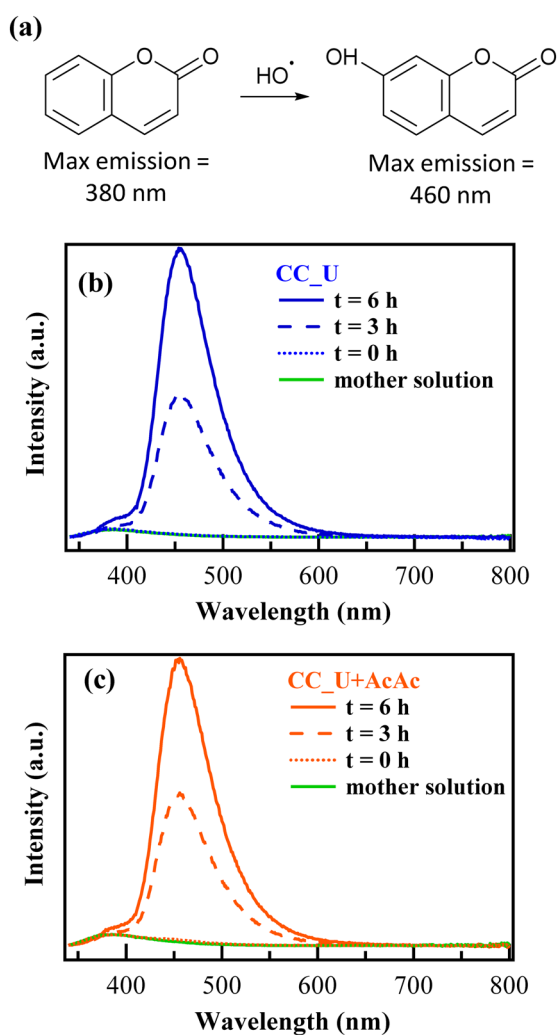 (a)
O
O
HO•
OH
O
O
Max emission =
380 nm
Max emission =
460 nm
(b)
CC_U
t = 6 h
t = 3 h
t = 0 h
mother solution
Intensity (a.u.)
400
500
600
700
800
Wavelength (nm)
(c)
CC_U+AcAc
t = 6 h
t = 3 h
t = 0 h
mother solution
Intensity (a.u.)
400
500
600
700
800
Wavelength (nm)